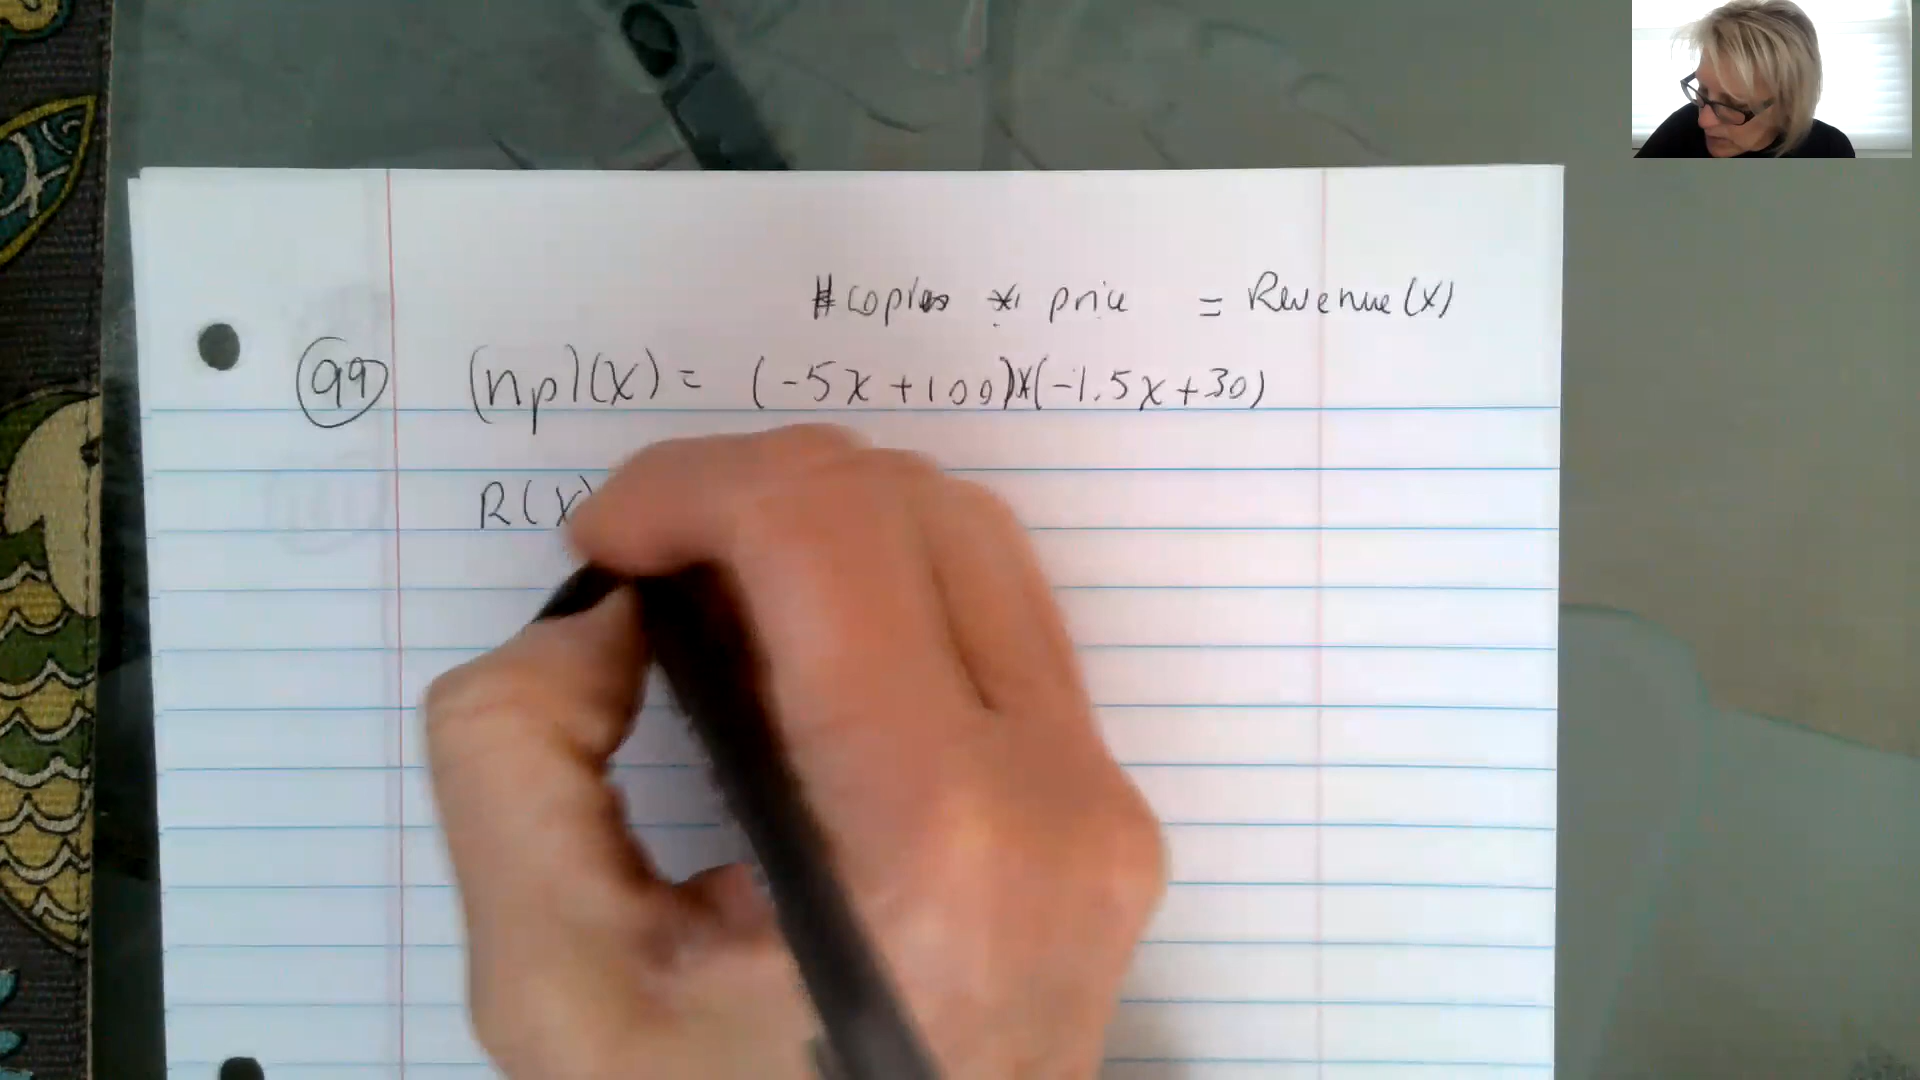 # copies * price = Revenue (x)
99 (np)(x) = (-5x+100)*(-1.5x+30)
R(x)